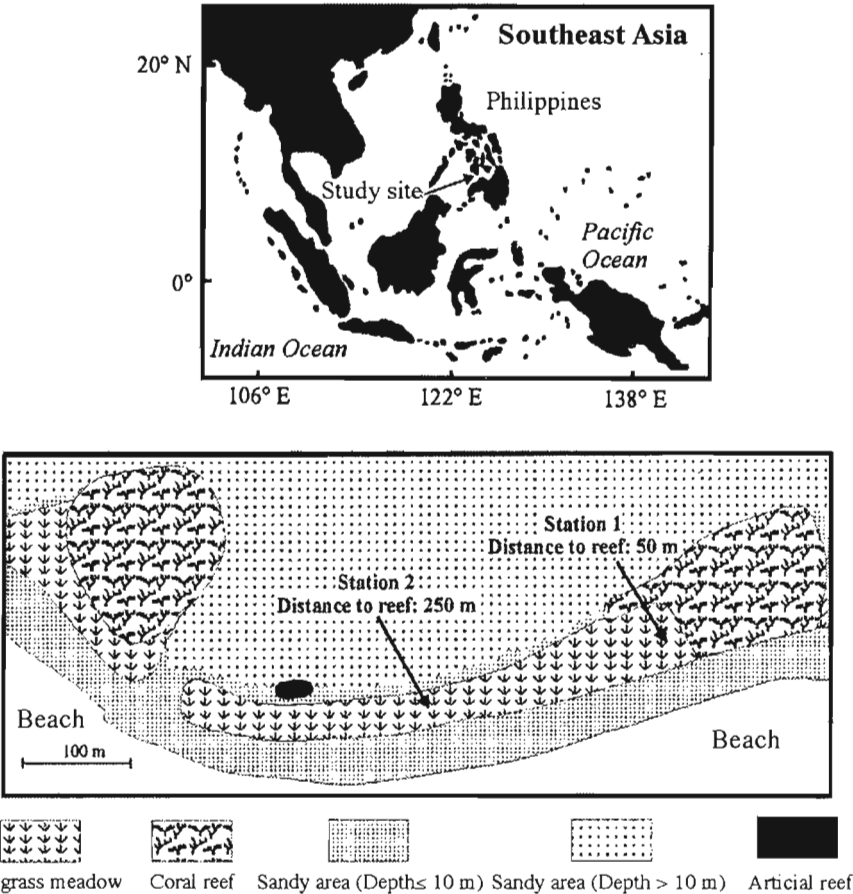 Southeast Asia
20° N
Philippines
Study site
Pacific
Ocean
0°
Indian Ocean
106° E
122° E
138° E
Station 1
Distance to reef: 50 m
Station 2
Distance to reef: 250 m
Beach
100 m
Beach
grass meadow
Coral reef
Sandy area (Depth≤ 10 m)
Sandy area (Depth > 10 m)
Articial reef